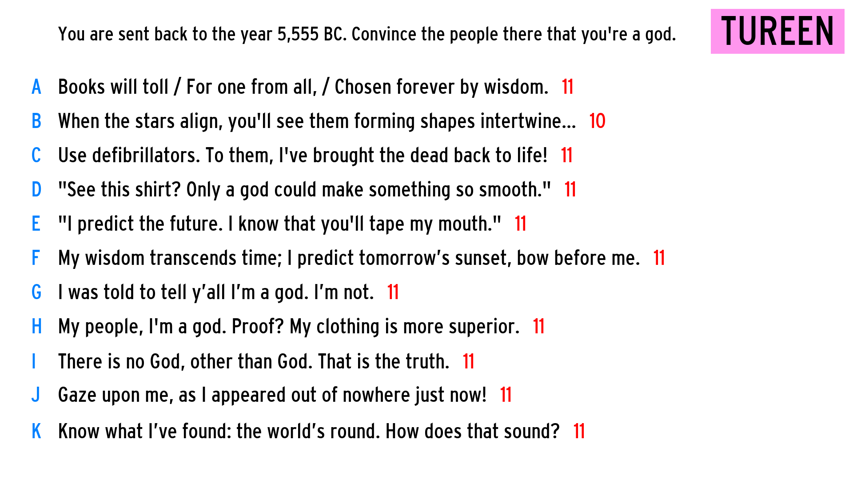 You are sent back to the year 5,555 BC. Convince the people there that you're a god.
TUREEN
A Books will toll / For one from all, / Chosen forever by wisdom. 11
B When the stars align, you'll see them forming shapes intertwine... 10
C Use defibrillators. To them, I've brought the dead back to life! 11
D "See this shirt? Only a god could make something so smooth." 11
E "I predict the future. I know that you'll tape my mouth." 11
F My wisdom transcends time; I predict tomorrow’s sunset, bow before me. 11
G I was told to tell y’all I’m a god. I’m not. 11
H My people, I'm a god. Proof? My clothing is more superior. 11
I There is no God, other than God. That is the truth. 11
J Gaze upon me, as I appeared out of nowhere just now! 11
K Know what I’ve found: the world’s round. How does that sound? 11